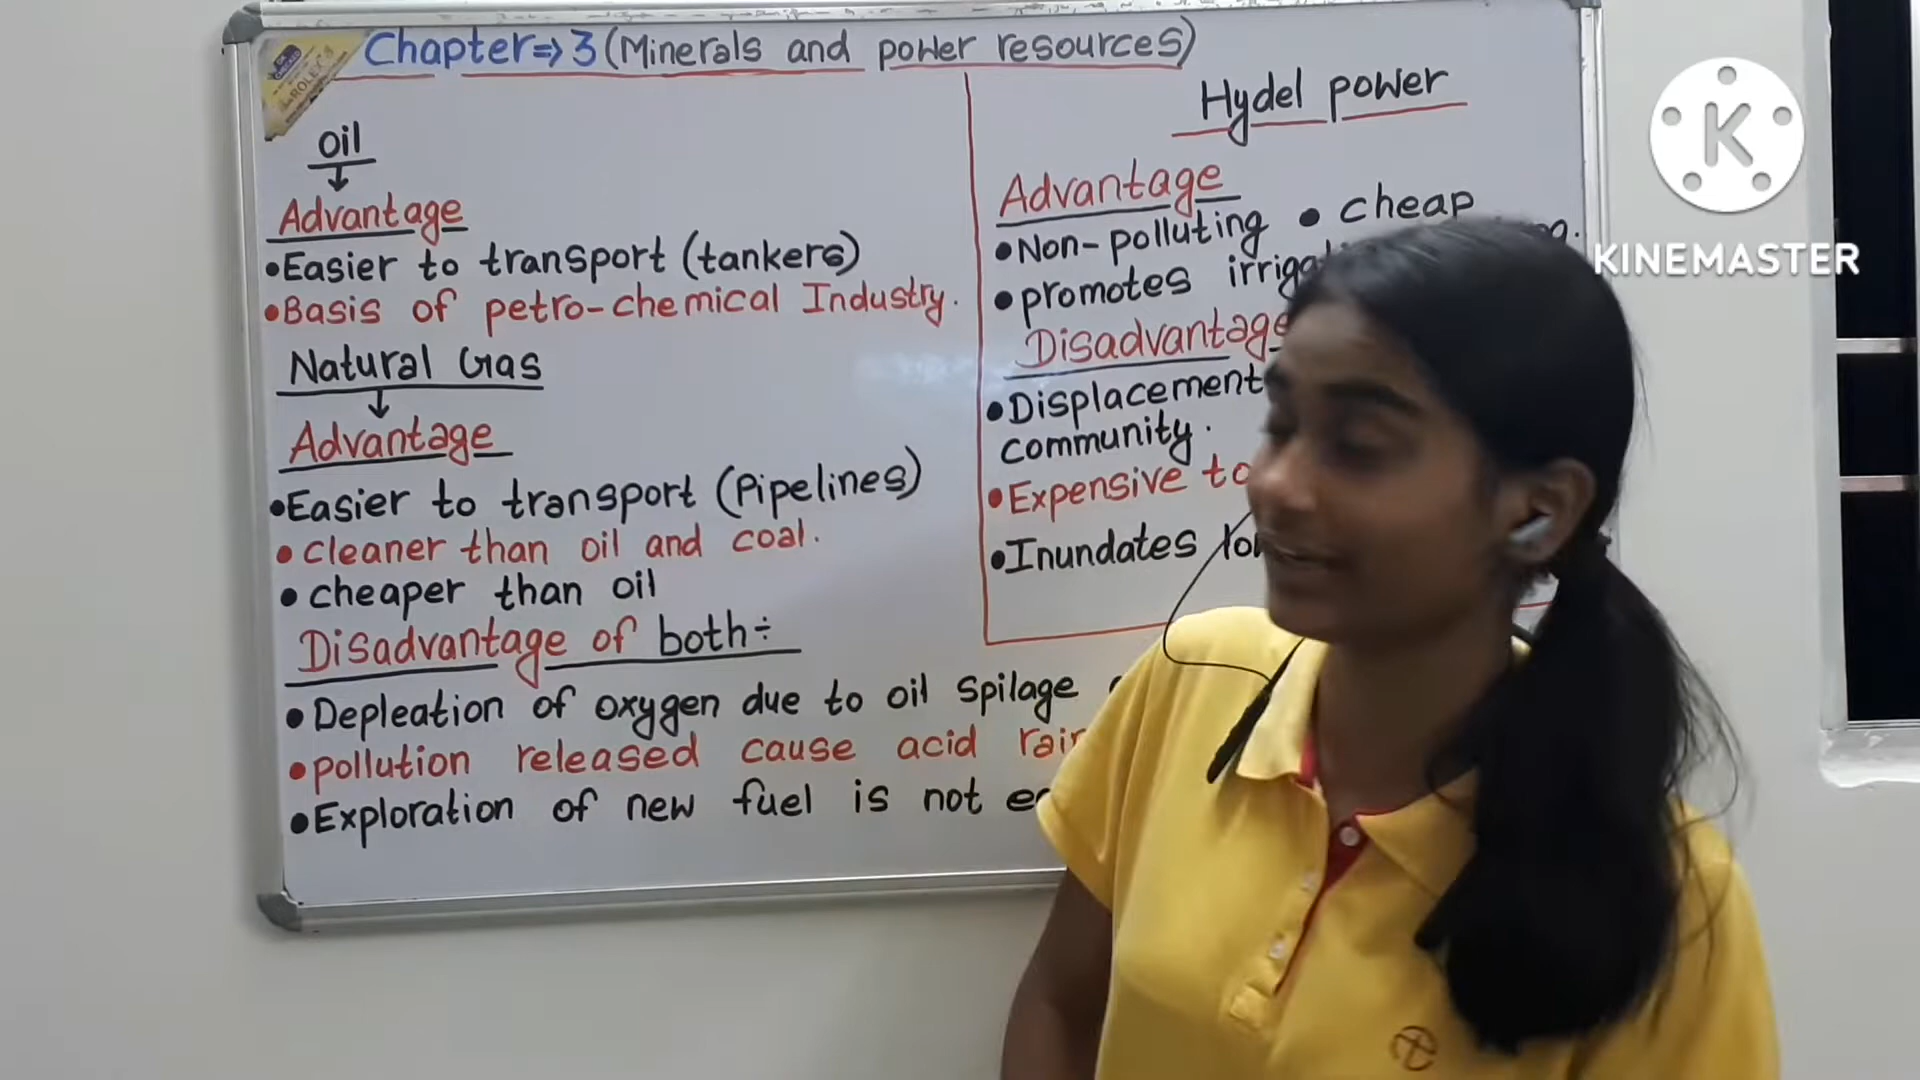 Chapter⇒3 (Minerals and power resources)
oil
Advantage
•Easier to transport (tankers)
•Basis of petro-chemical Industry.
Natural Gas
Advantage
•Easier to transport (Pipelines)
•cleaner than oil and coal.
•cheaper than oil
Disadvantage of both÷
•Depleation of oxygen due to oil spilage
•pollution released cause acid
•Exploration of new fuel is not
Hydel power
Advantage
•Non-polluting •cheap
•promotes
Disadvantage
•Displacement
community.
•Expensive to
•Inundates
K
KINEMASTER